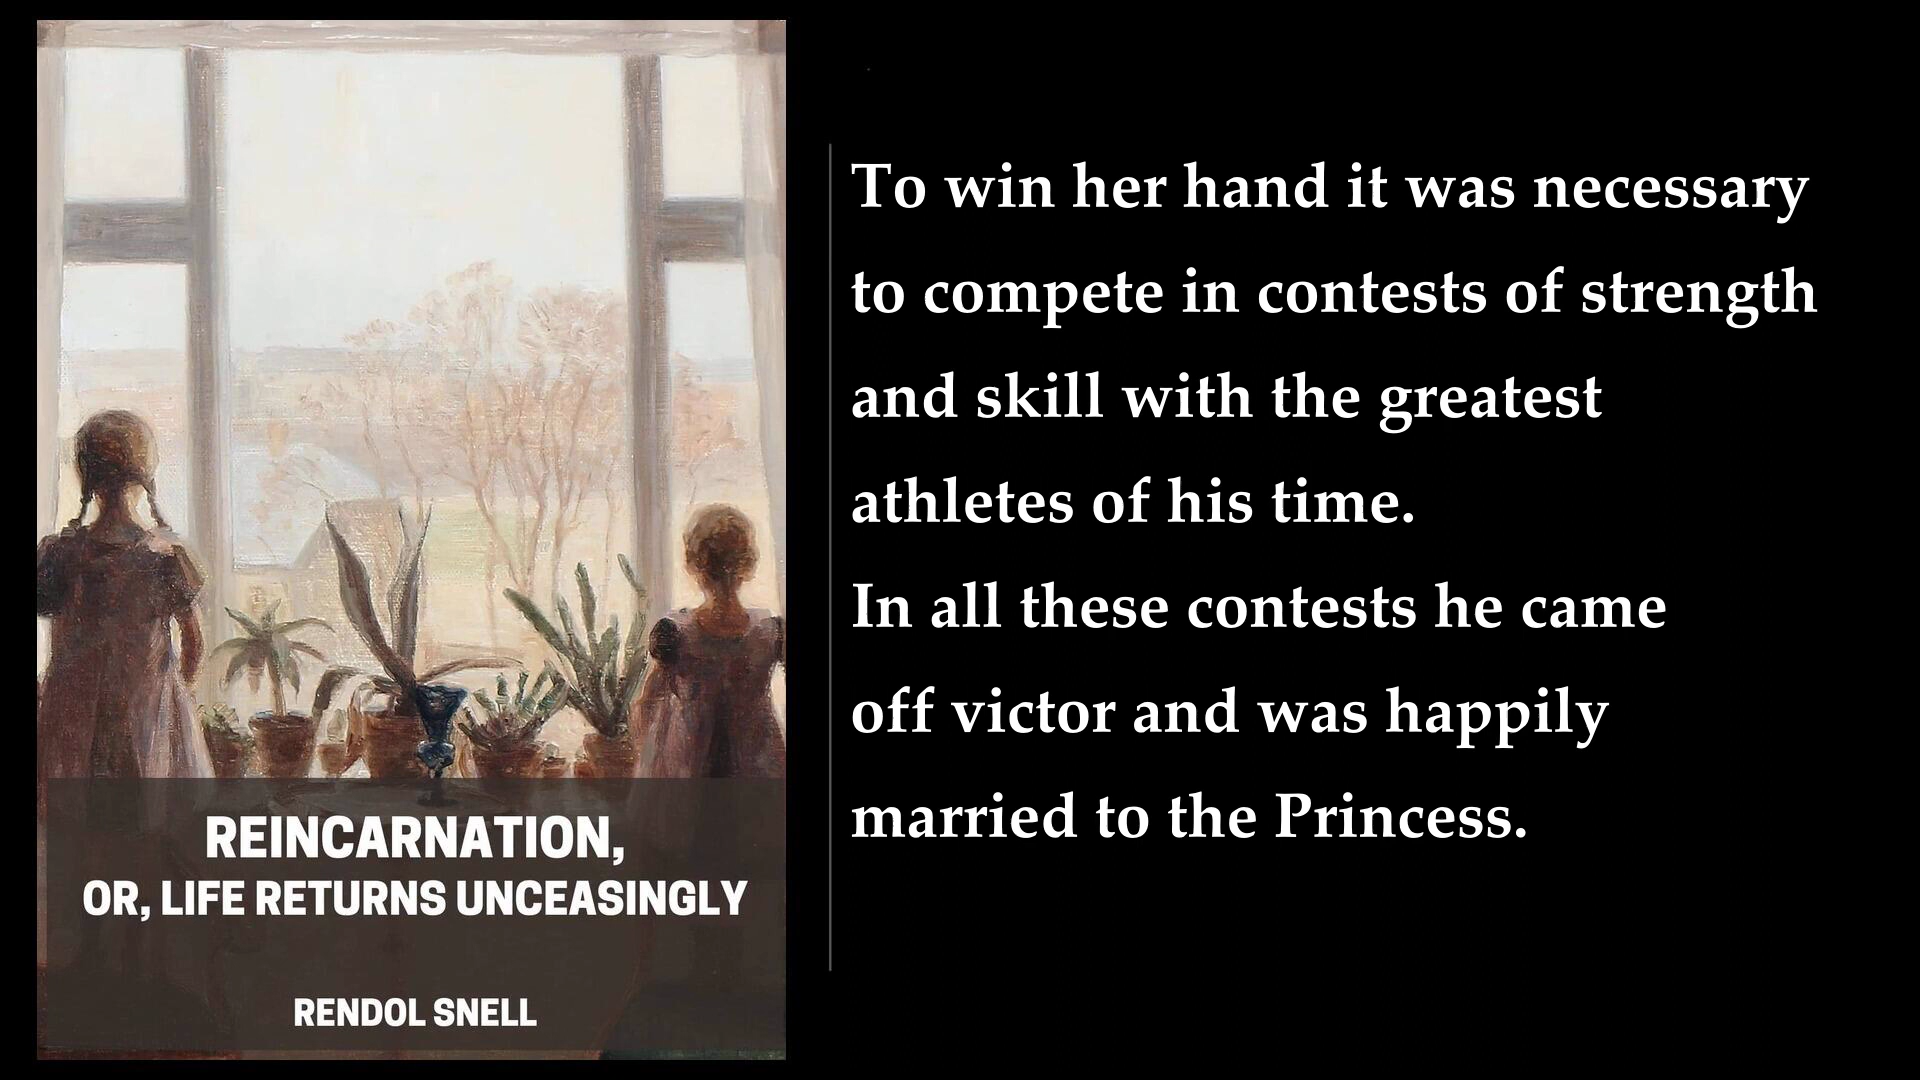 REINCARNATION,
OR, LIFE RETURNS UNCEASINGLY
RENDOL SNELL
To win her hand it was necessary
to compete in contests of strength
and skill with the greatest
athletes of his time.
In all these contests he came
off victor and was happily
married to the Princess.